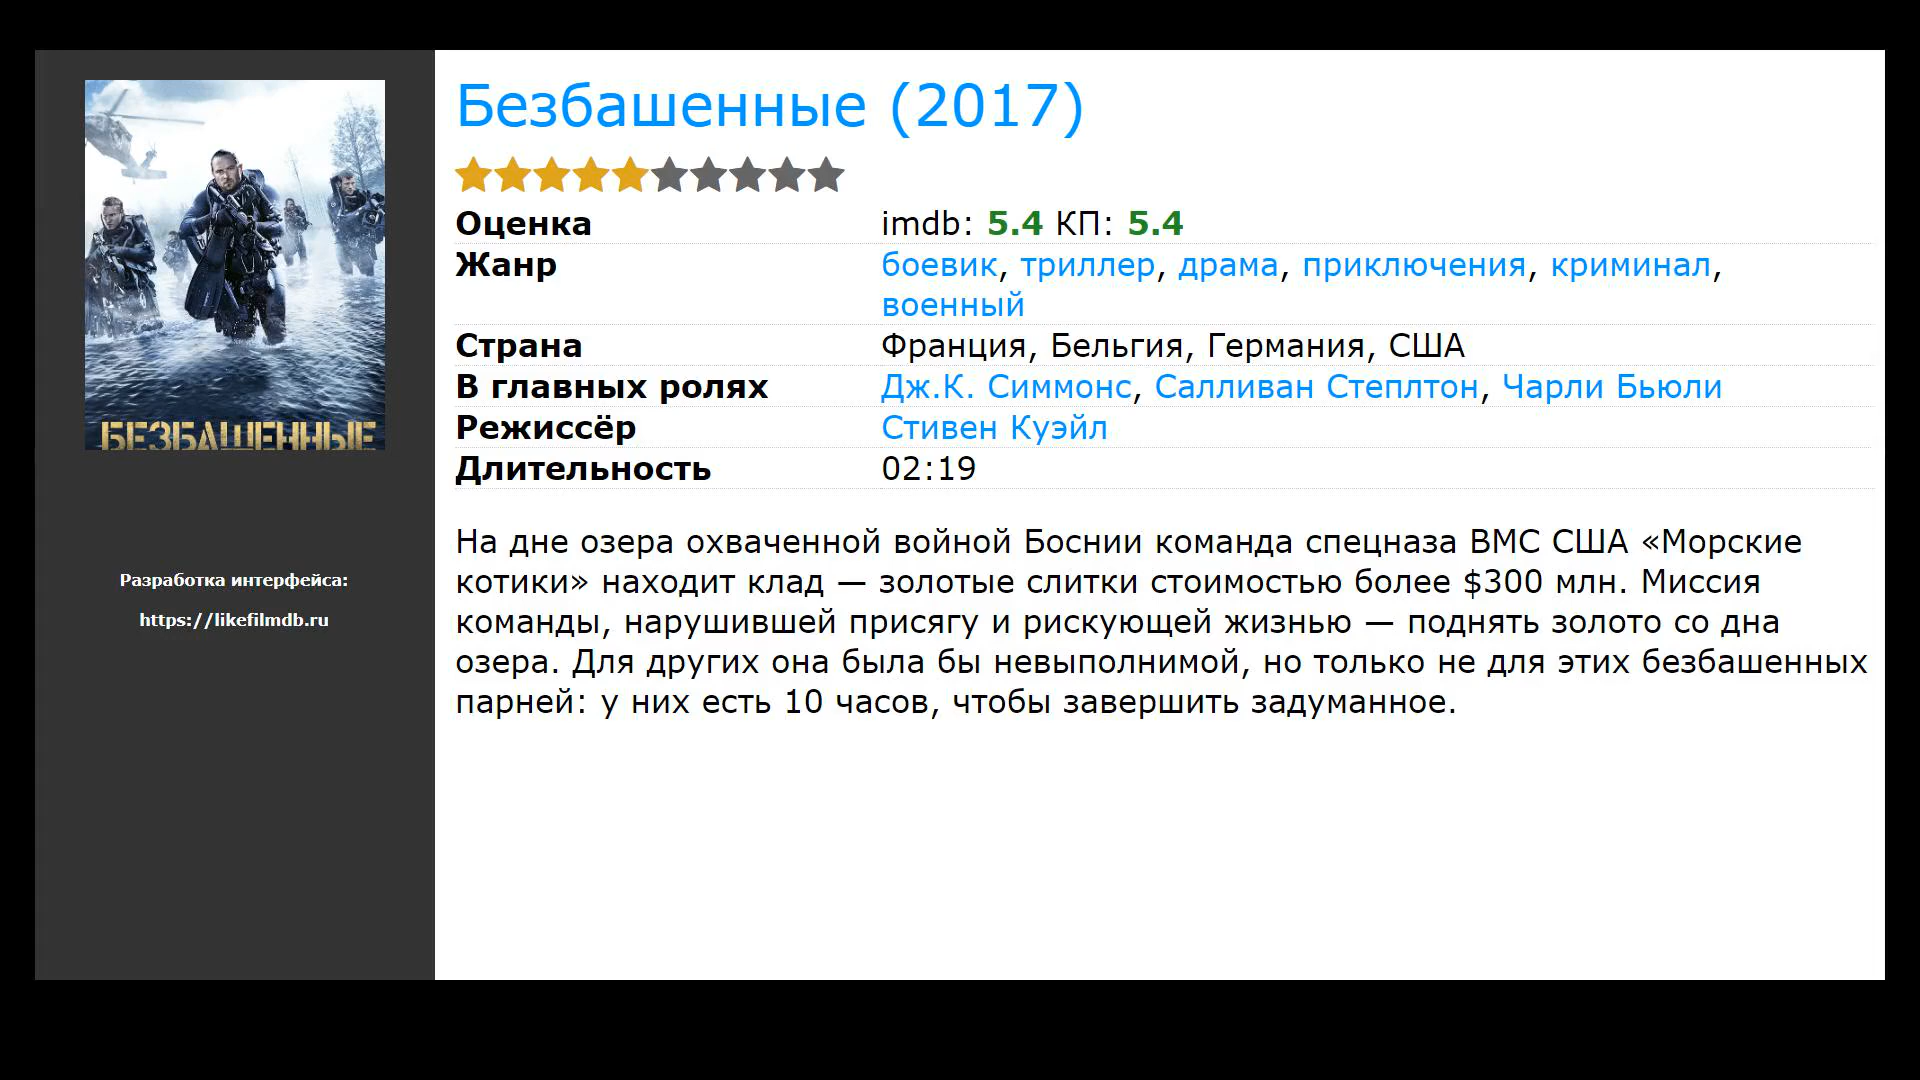 БЕЗБАШЕННЫЕ
Разработка интерфейса:
https://likefilmdb.ru
Безбашенные (2017)
Оценка imdb: 5.4 КП: 5.4
Жанр боевик, триллер, драма, приключения, криминал,
военный
Страна Франция, Бельгия, Германия, США
В главных ролях Дж.К. Симмонс, Салливан Степлтон, Чарли Бьюли
Режиссёр Стивен Куэйл
Длительность 02:19
На дне озера охваченной войной Боснии команда спецназа ВМС США «Морские
котики» находит клад — золотые слитки стоимостью более $300 млн. Миссия
команды, нарушившей присягу и рискующей жизнью — поднять золото со дна
озера. Для других она была бы невыполнимой, но только не для этих безбашенных
парней: у них есть 10 часов, чтобы завершить задуманное.